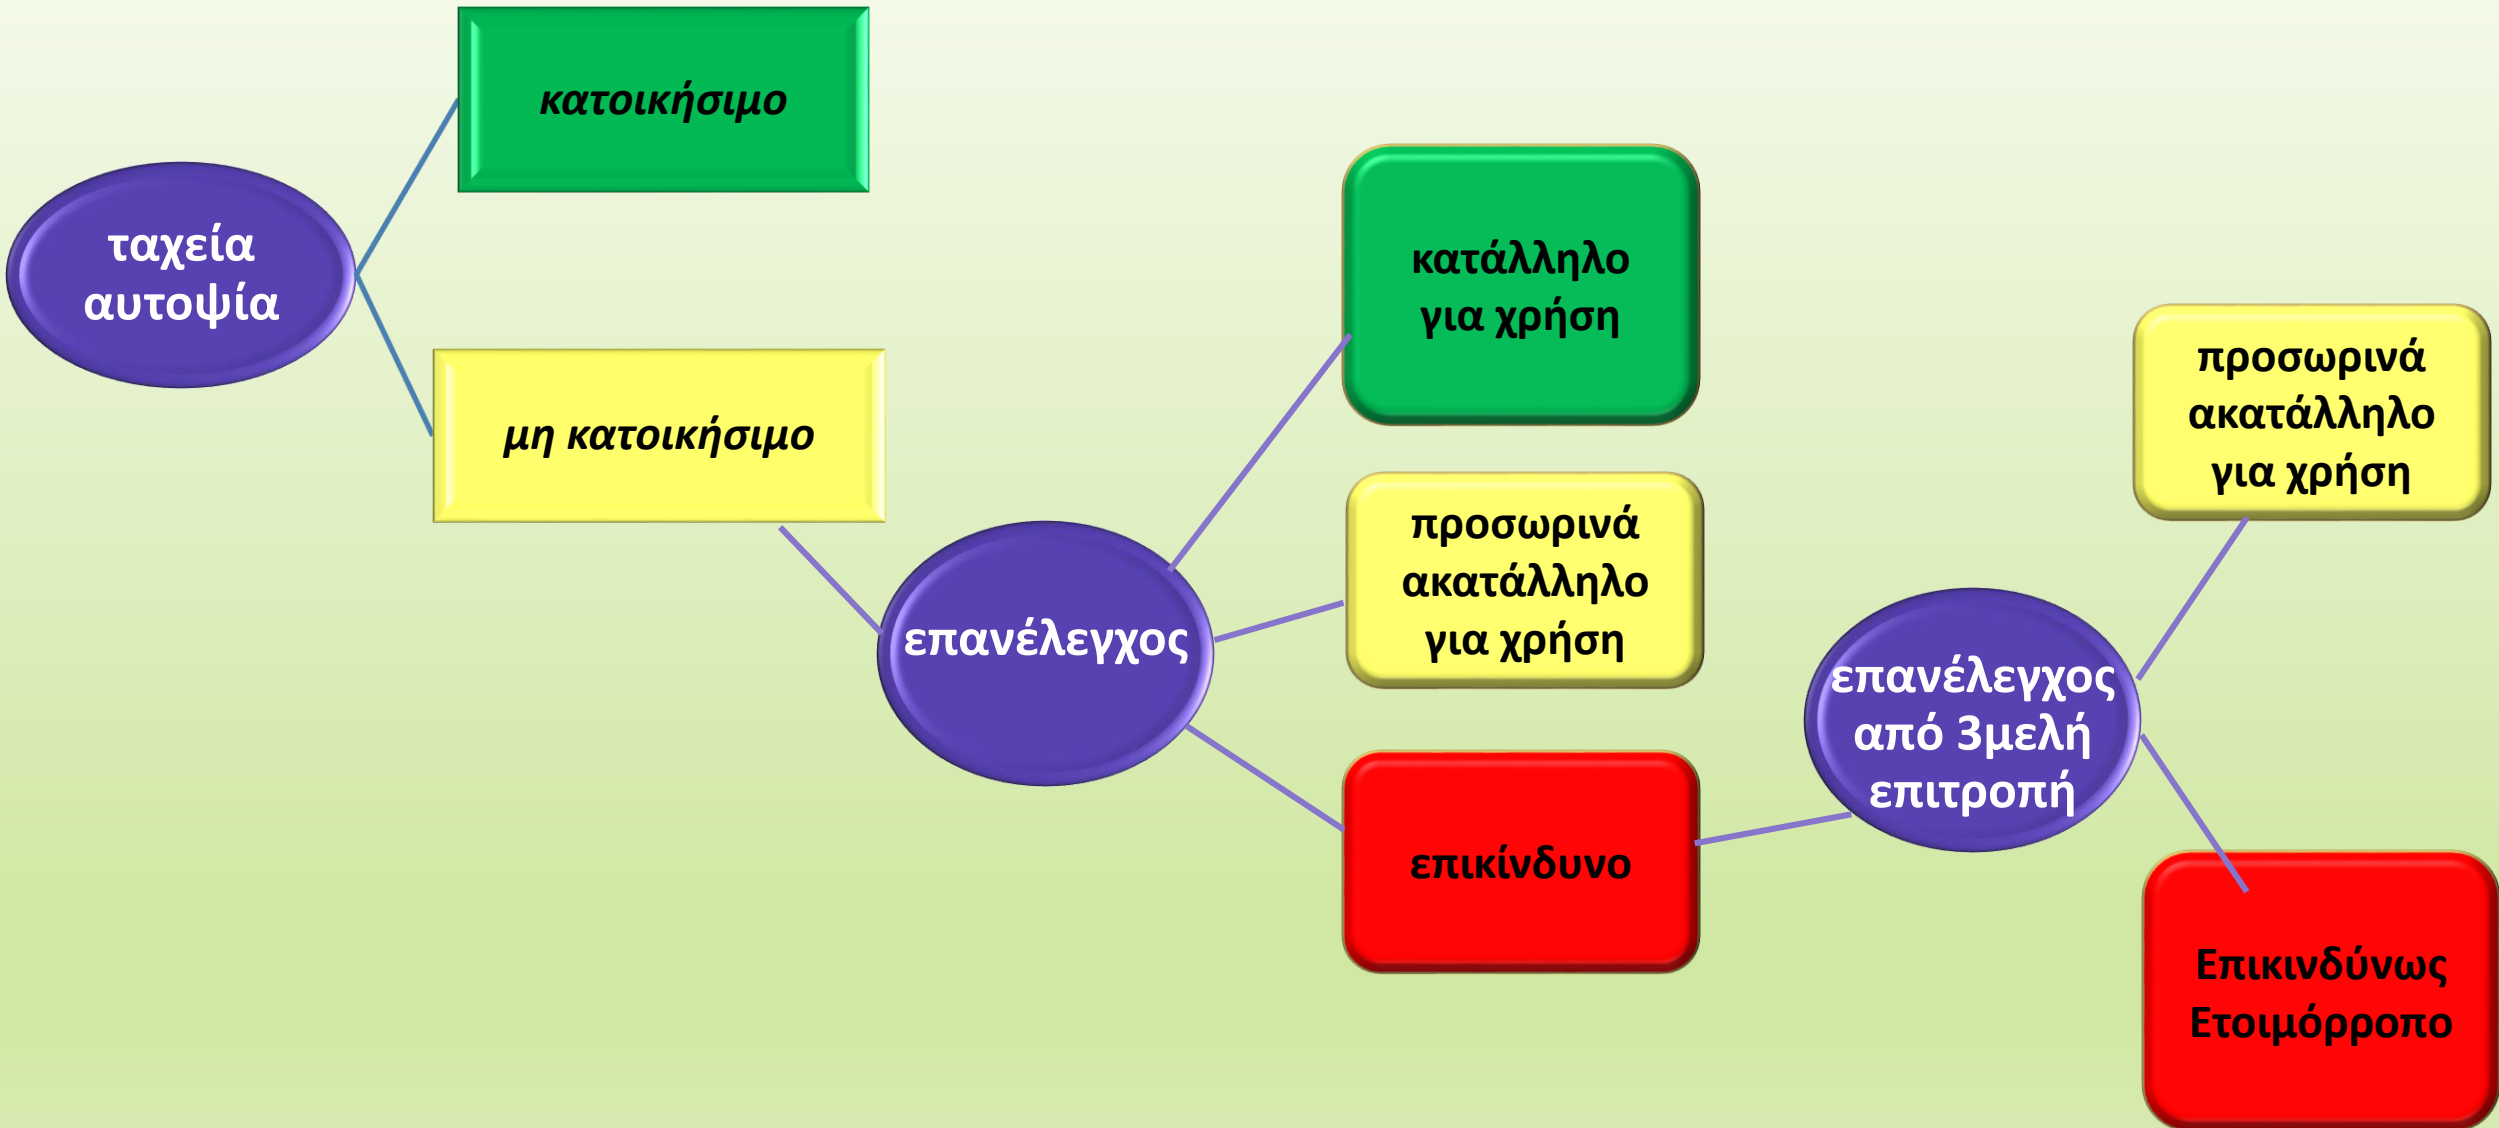 κατοικήσιμο
ταχεία
αυτοψία
μη κατοικήσιμο
επανέλεγχος
κατάλληλο
για χρήση
προσωρινά
ακατάλληλο
για χρήση
επικίνδυνο
επανέλεγχος
από 3μελή
επιτροπή
προσωρινά
ακατάλληλο
για χρήση
Επικινδύνως
Ετοιμόρροπο